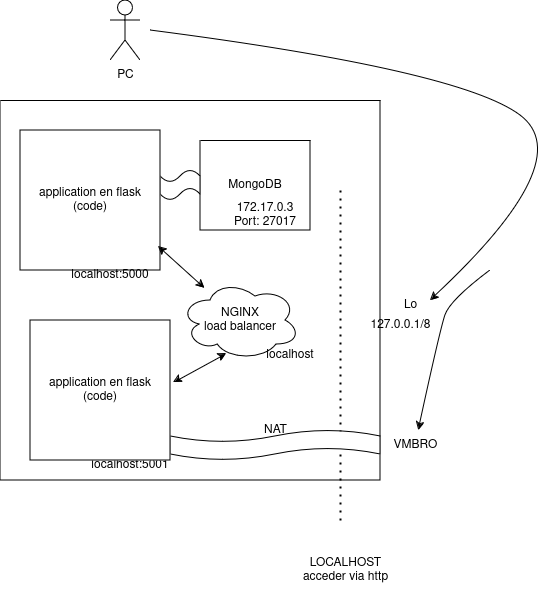 PC
application en flask
(code)
MongoDB
172.17.0.3
Port: 27017
localhost:5000
NGINX
load balancer
localhost
Lo
127.0.0.1/8
application en flask
(code)
NAT
VMBRO
localhost:5001
LOCALHOST
acceder via http